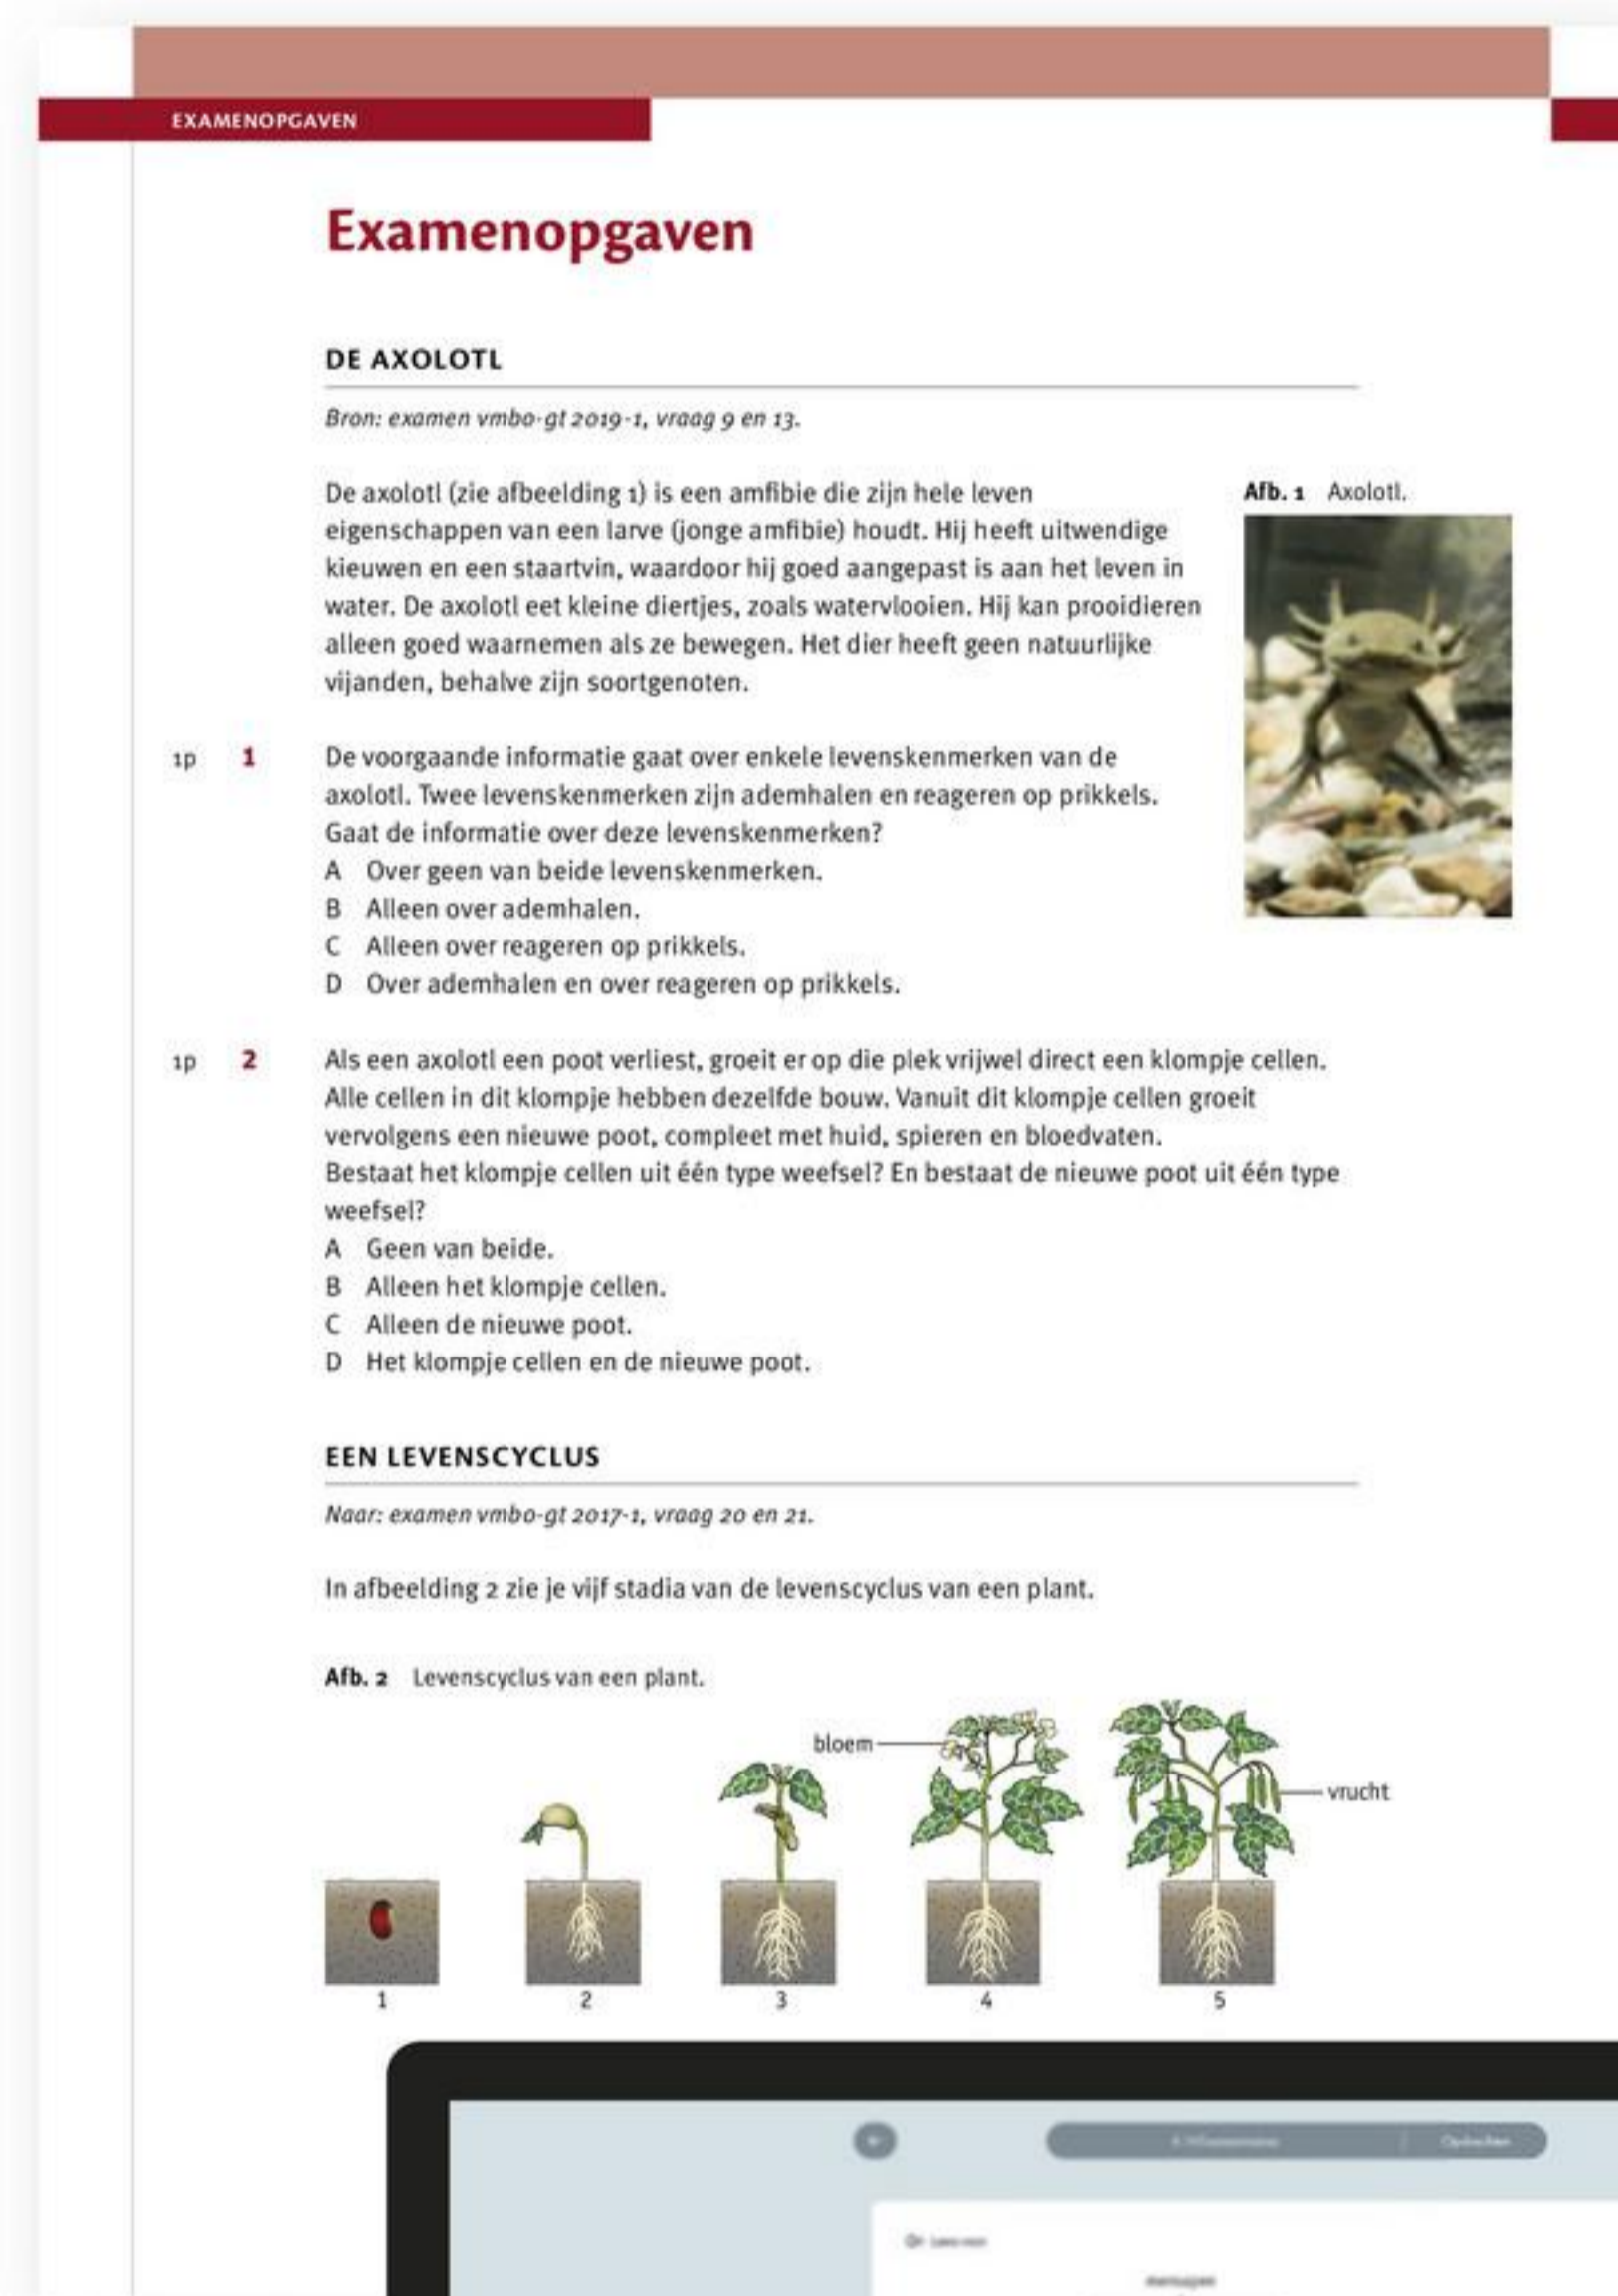 EXAMENOPGAVEN
Examenopgaven
DE AXOLOTL
Bron: examen vmbo-gt 2019-1, vraag 9 en 13.
De axolotl (zie afbeelding 1) is een amfibie die zijn hele leven
eigenschappen van een larve (jonge amfibie) houdt. Hij heeft uitwendige
kieuwen en een staartvin, waardoor hij goed aangepast is aan het leven in
water. De axolotl eet kleine diertjes, zoals watervlooien. Hij kan prooidieren
alleen goed waarnemen als ze bewegen. Het dier heeft geen natuurlijke
vijanden, behalve zijn soortgenoten.
Afb. 1 Axolotl.
1p 1 De voorgaande informatie gaat over enkele levenskenmerken van de
axolotl. Twee levenskenmerken zijn ademhalen en reageren op prikkels.
Gaat de informatie over deze levenskenmerken?
A Over geen van beide levenskenmerken.
B Alleen over ademhalen.
C Alleen over reageren op prikkels.
D Over ademhalen en over reageren op prikkels.
1p 2 Als een axolotl een poot verliest, groeit er op die plek vrijwel direct een klompje cellen.
Alle cellen in dit klompje hebben dezelfde bouw. Vanuit dit klompje cellen groeit
vervolgens een nieuwe poot, compleet met huid, spieren en bloedvaten.
Bestaat het klompje cellen uit één type weefsel? En bestaat de nieuwe poot uit één type
weefsel?
A Geen van beide.
B Alleen het klompje cellen.
C Alleen de nieuwe poot.
D Het klompje cellen en de nieuwe poot.
EEN LEVENSCYCLUS
Naar: examen vmbo-gt 2017-1, vraag 20 en 21.
In afbeelding 2 zie je vijf stadia van de levenscyclus van een plant.
Afb. 2 Levenscyclus van een plant.
bloem
vrucht
1 2 3 4 5
Opdrachten
Lees voor